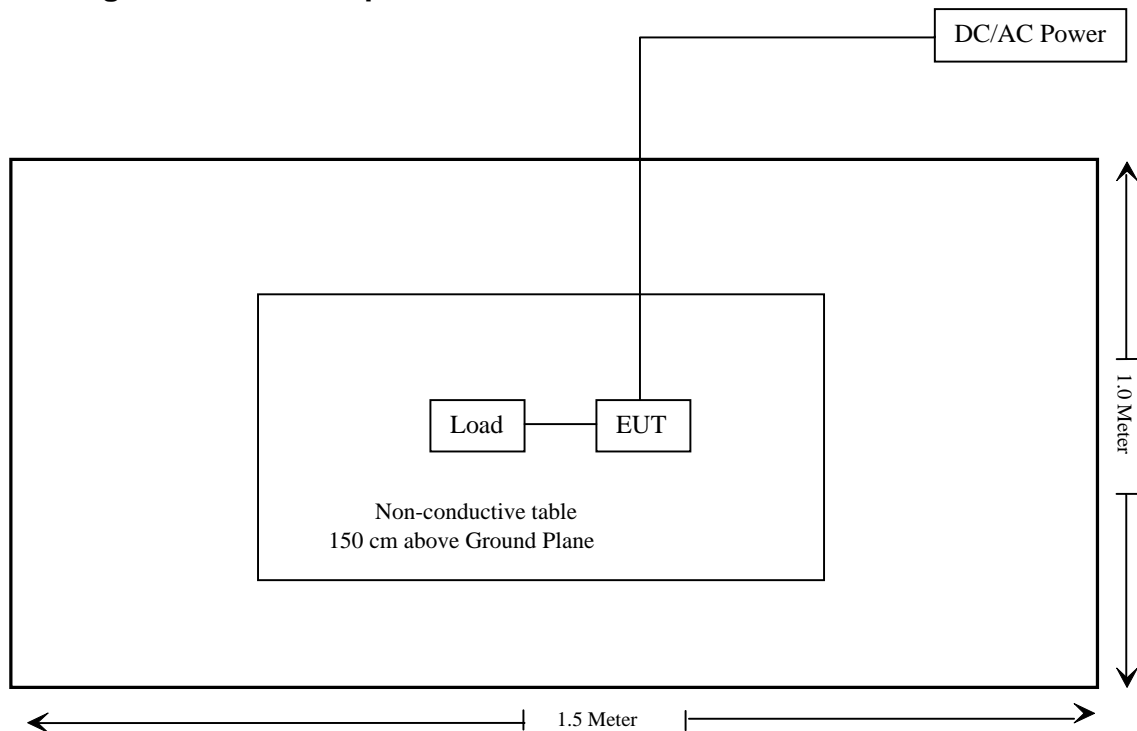 DC/AC Power
Load
EUT
Non-conductive table
150 cm above Ground Plane
1.0 Meter
1.5 Meter